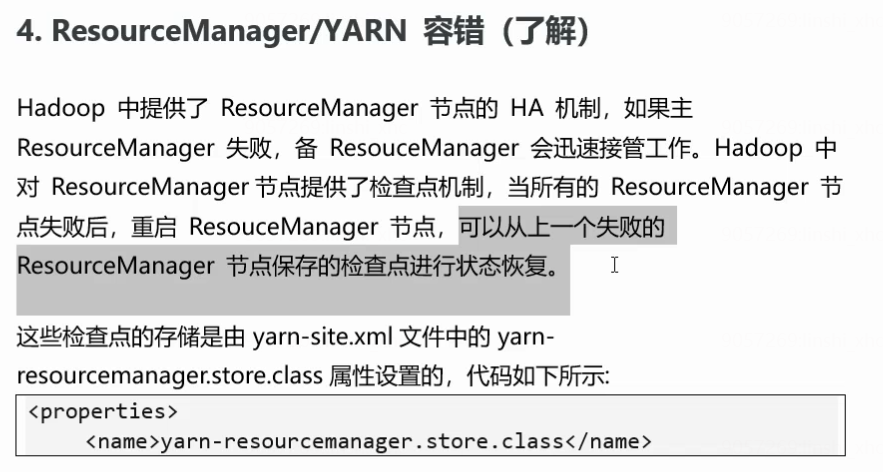 4. ResourceManager/YARN 容错（了解）
Hadoop 中提供了 ResourceManager 节点的 HA 机制，如果主
ResourceManager 失败，备 ResouceManager 会迅速接管工作。Hadoop 中
对 ResourceManager 节点提供了检查点机制，当所有的 ResourceManager 节
点失败后，重启 ResouceManager 节点，可以从上一个失败的
ResourceManager 节点保存的检查点进行状态恢复。
这些检查点的存储是由 yarn-site.xml 文件中的 yarn-
resourcemanager.store.class 属性设置的，代码如下所示:
<properties>
<name>yarn-resourcemanager.store.class</name>